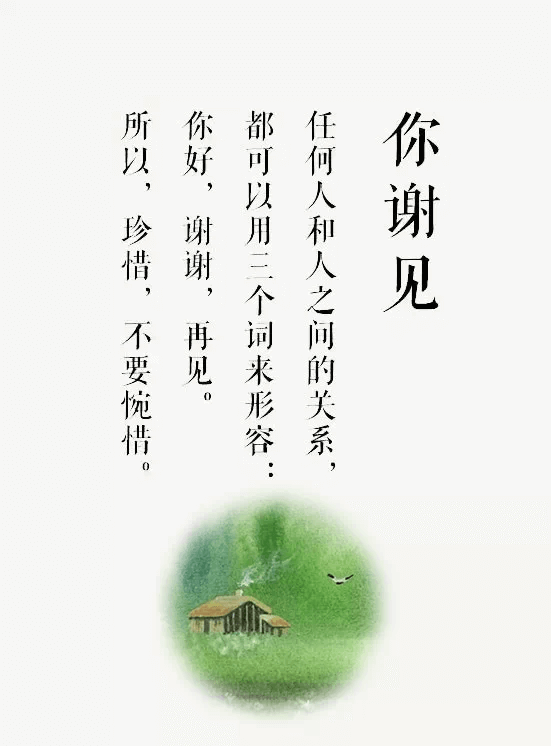 你谢见
任何人和人之间的关系，
都可以用三个词来形容：
你好，谢谢，再见。
所以，珍惜，不要惋惜。